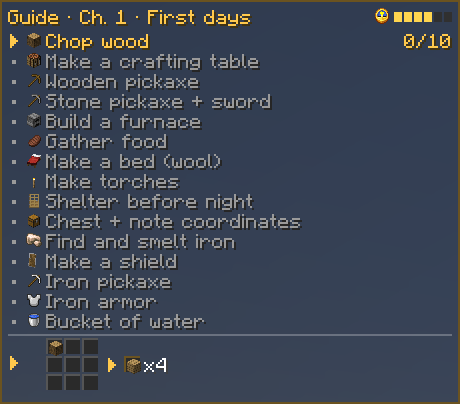 Guide · Ch. 1 · First days
Chop wood 0/10
Make a crafting table
Wooden pickaxe
Stone pickaxe + sword
Build a furnace
Gather food
Make a bed (wool)
Make torches
Shelter before night
Chest + note coordinates
Find and smelt iron
Make a shield
Iron pickaxe
Iron armor
Bucket of water
x4